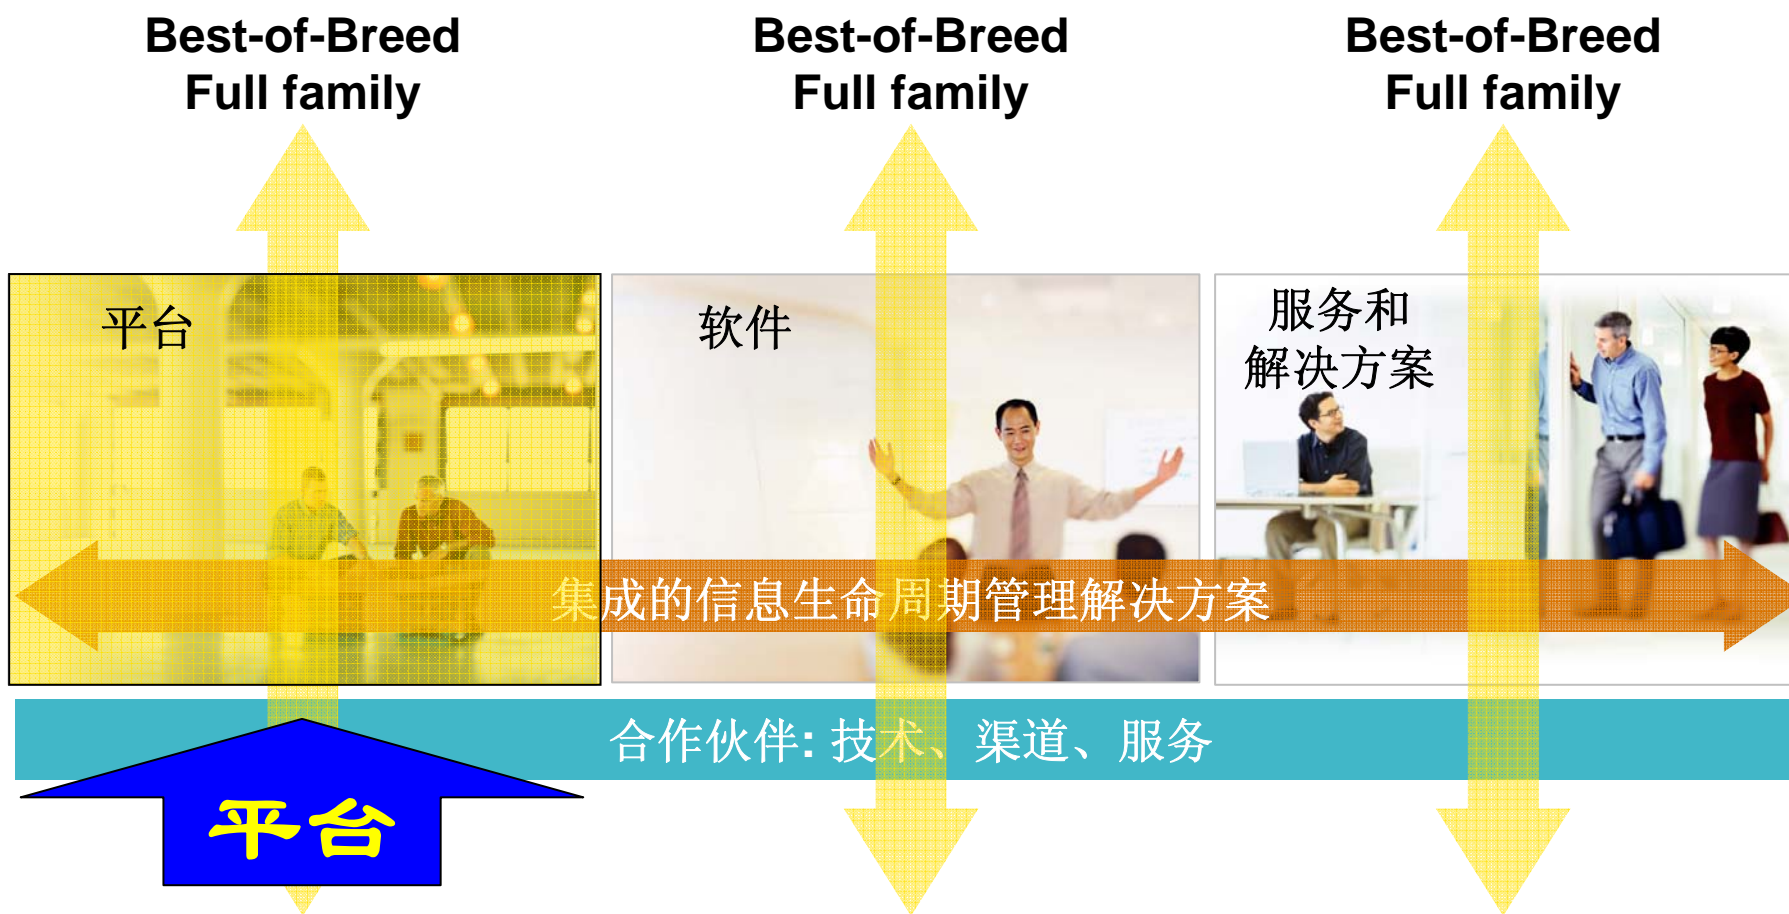 Best-of-Breed
Full family
Best-of-Breed
Full family
Best-of-Breed
Full family
平台
软件
服务和
解决方案
集成的信息生命周期管理解决方案
合作伙伴: 技术、渠道、服务
平台